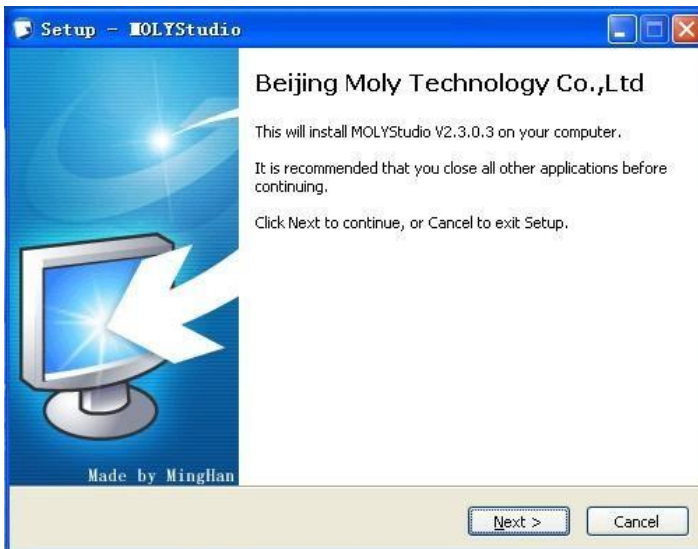 Setup - MOLYStudio
Beijing Moly Technology Co.,Ltd
This will install MOLYStudio V2.3.0.3 on your computer.
It is recommended that you close all other applications before
continuing.
Click Next to continue, or Cancel to exit Setup.
Made by MingHan
Next >
Cancel